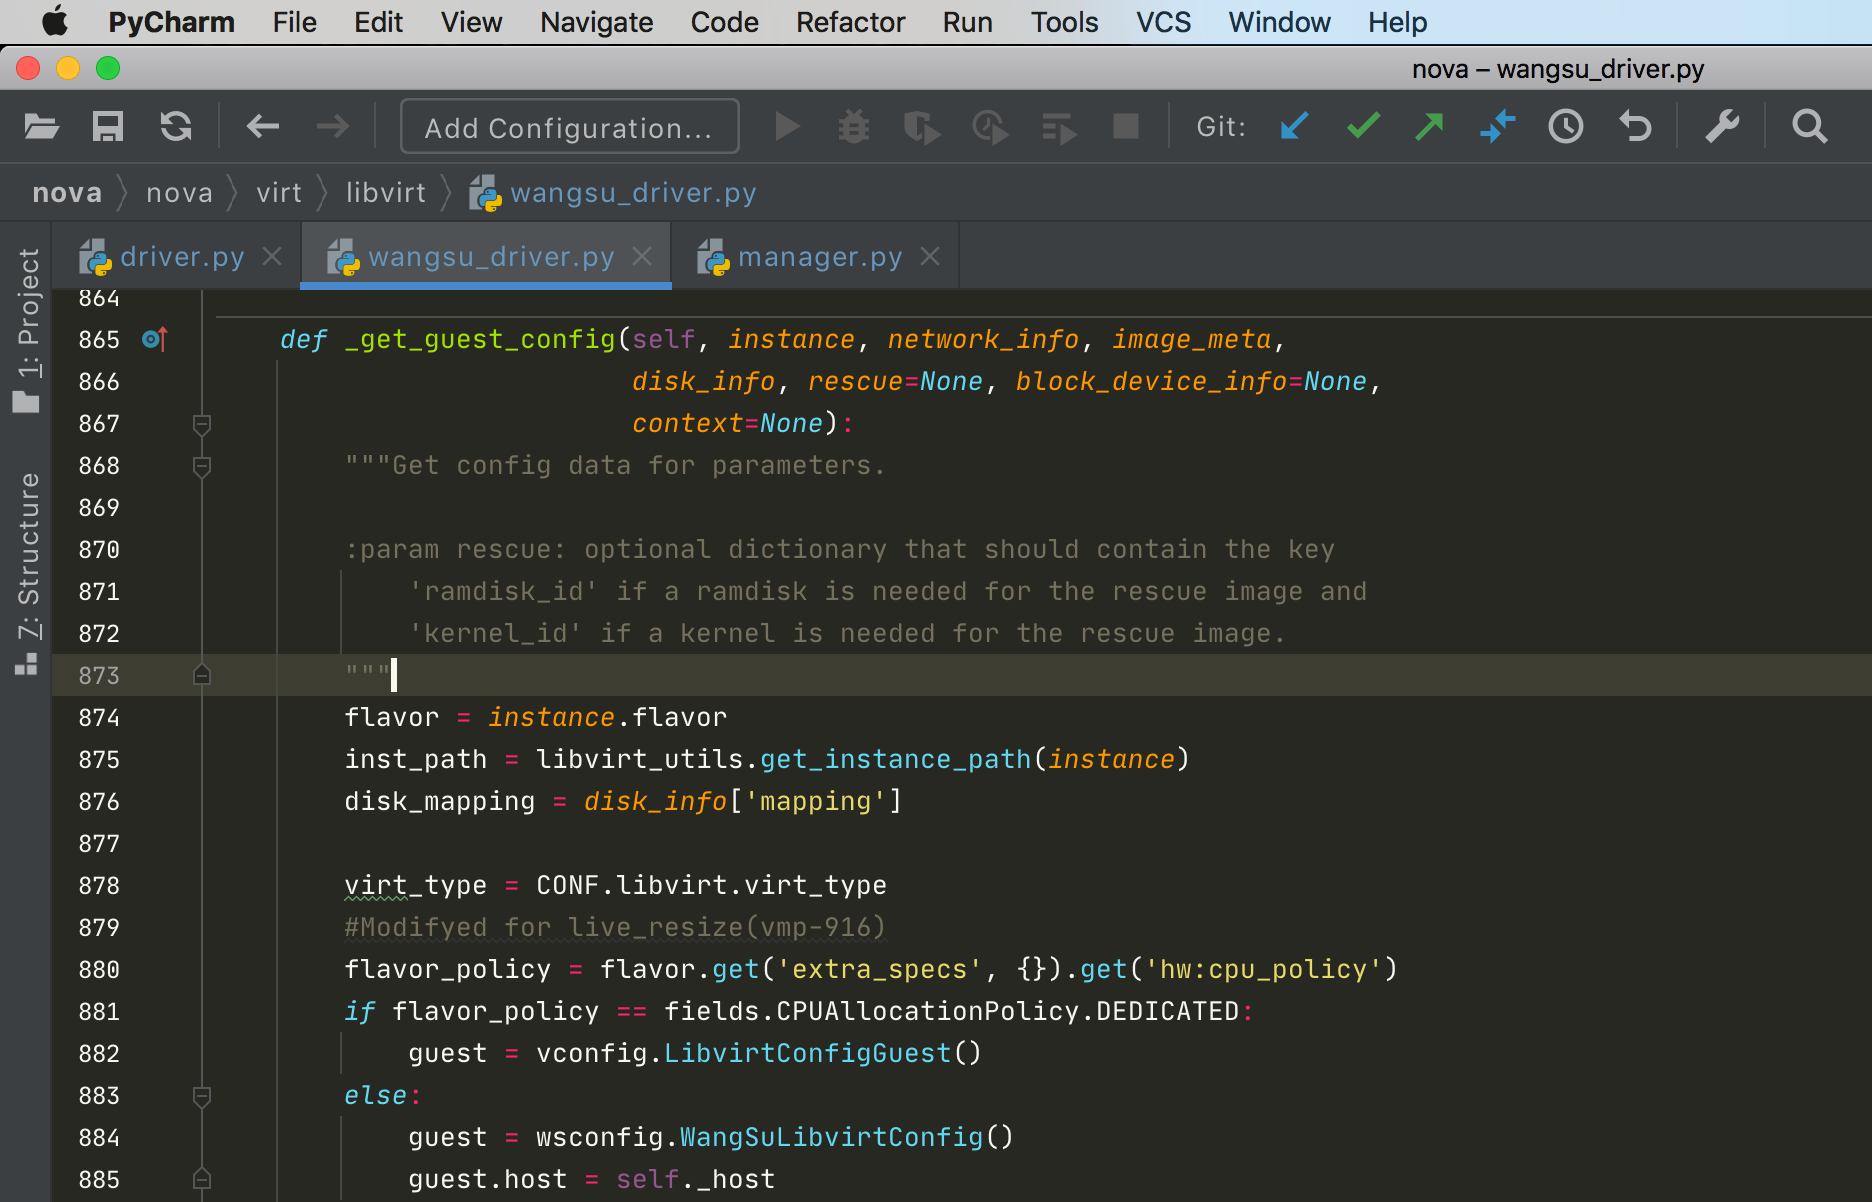 PyCharm File Edit View Navigate Code Refactor Run Tools VCS Window Help
nova – wangsu_driver.py
Add Configuration... Git:
nova nova virt libvirt wangsu_driver.py
driver.py wangsu_driver.py manager.py
1: Project
7: Structure
864
865 def _get_guest_config(self, instance, network_info, image_meta,
866 disk_info, rescue=None, block_device_info=None,
867 context=None):
868 """Get config data for parameters.
869
870 :param rescue: optional dictionary that should contain the key
871 'ramdisk_id' if a ramdisk is needed for the rescue image and
872 'kernel_id' if a kernel is needed for the rescue image.
873 """
874 flavor = instance.flavor
875 inst_path = libvirt_utils.get_instance_path(instance)
876 disk_mapping = disk_info['mapping']
877
878 virt_type = CONF.libvirt.virt_type
879 #Modifyed for live_resize(vmp-916)
880 flavor_policy = flavor.get('extra_specs', {}).get('hw:cpu_policy')
881 if flavor_policy == fields.CPUAllocationPolicy.DEDICATED:
882 guest = vconfig.LibvirtConfigGuest()
883 else:
884 guest = wsconfig.WangSuLibvirtConfig()
885 guest.host = self._host